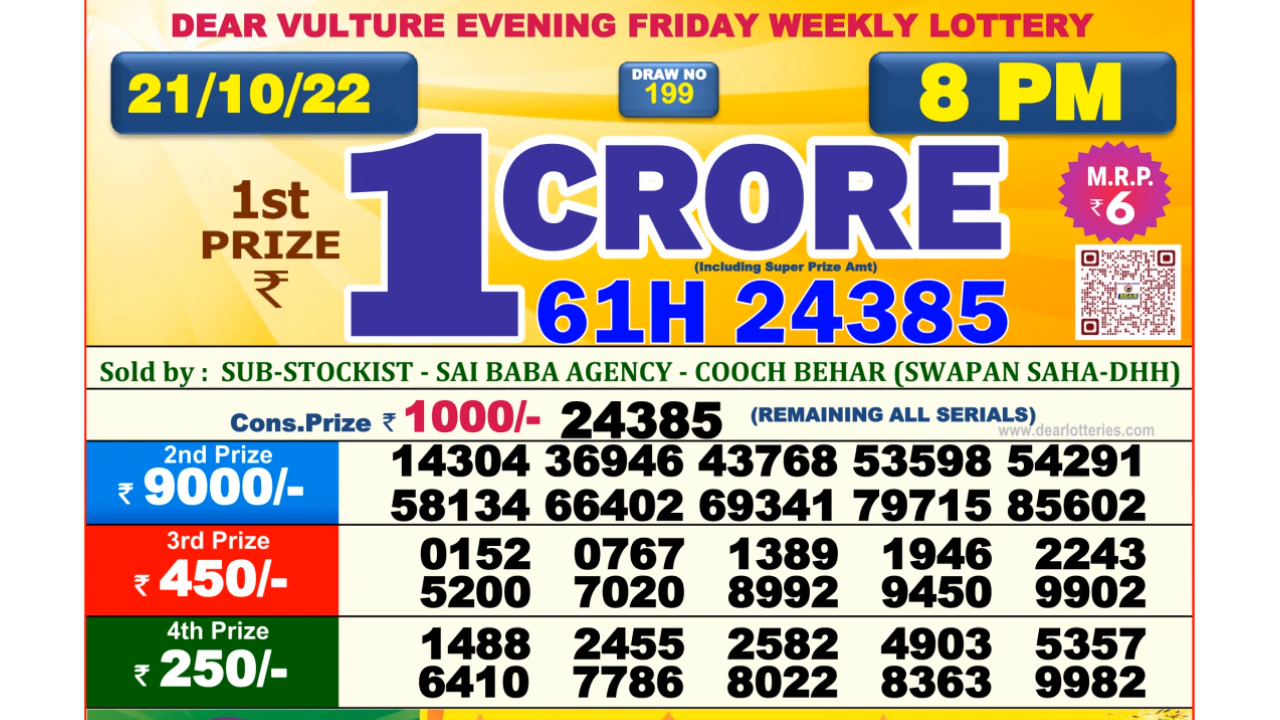 DEAR VULTURE EVENING FRIDAY WEEKLY LOTTERY
21/10/22
DRAW NO
199
8 PM
1st
PRIZE
₹
1 CRORE
(Including Super Prize Amt)
61H 24385
M.R.P.
₹6
Sold by : SUB-STOCKIST - SAI BABA AGENCY - COOCH BEHAR (SWAPAN SAHA-DHH)
Cons.Prize ₹ 1000/- 24385 (REMAINING ALL SERIALS)
www.dearlotteries.com
2nd Prize
₹ 9000/-
14304 36946 43768 53598 54291
58134 66402 69341 79715 85602
3rd Prize
₹ 450/-
0152 0767 1389 1946 2243
5200 7020 8992 9450 9902
4th Prize
₹ 250/-
1488 2455 2582 4903 5357
6410 7786 8022 8363 9982